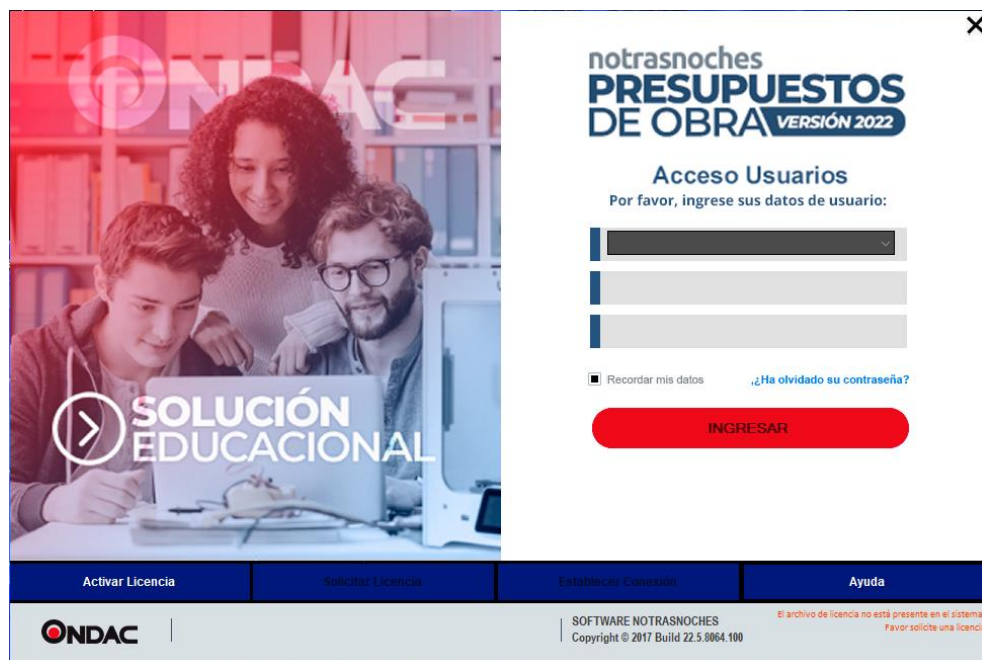 ONDAC
SOLUCIÓN
EDUCACIONAL
notrasnoches
PRESUPUESTOS
DE OBRA VERSIÓN 2022
Acceso Usuarios
Por favor, ingrese sus datos de usuario:
Recordar mis datos
,¿Ha olvidado su contraseña?
INGRESAR
Activar Licencia
Solicitar Licencia
Establecer Conexión
Ayuda
ONDAC
SOFTWARE NOTRASNOCHES
Copyright © 2017 Build 22.5.8064.100
El archivo de licencia no está presente en el sistema.
Favor solicite una licencia